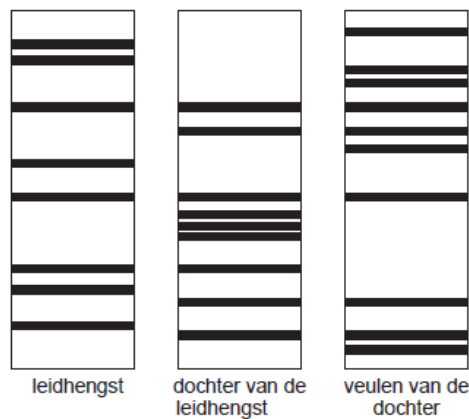 leidhengst
dochter van de
leidhengst
veulen van de
dochter